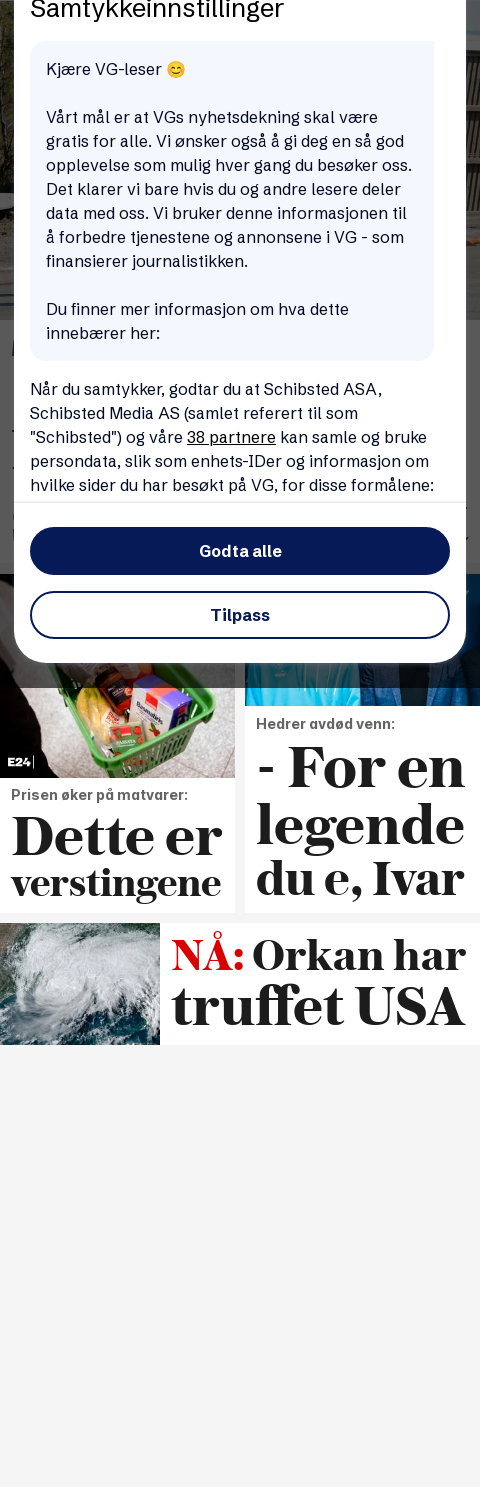 Samtykkeinnstillinger
Kjære VG-leser 😊
Vårt mål er at VGs nyhetsdekning skal være
gratis for alle. Vi ønsker også å gi deg en så god
opplevelse som mulig hver gang du besøker oss.
Det klarer vi bare hvis du og andre lesere deler
data med oss. Vi bruker denne informasjonen til
å forbedre tjenestene og annonsene i VG - som
finansierer journalistikken.
Du finner mer informasjon om hva dette
innebærer her:
Når du samtykker, godtar du at Schibsted ASA,
Schibsted Media AS (samlet referert til som
"Schibsted") og våre 38 partnere kan samle og bruke
persondata, slik som enhets-IDer og informasjon om
hvilke sider du har besøkt på VG, for disse formålene:
Godta alle
Tilpass
E24
Prisen øker på matvarer:
Dette er
verstingene
Hedrer avdød venn:
- For en
legende
du e, Ivar
NÅ: Orkan har
truffet USA